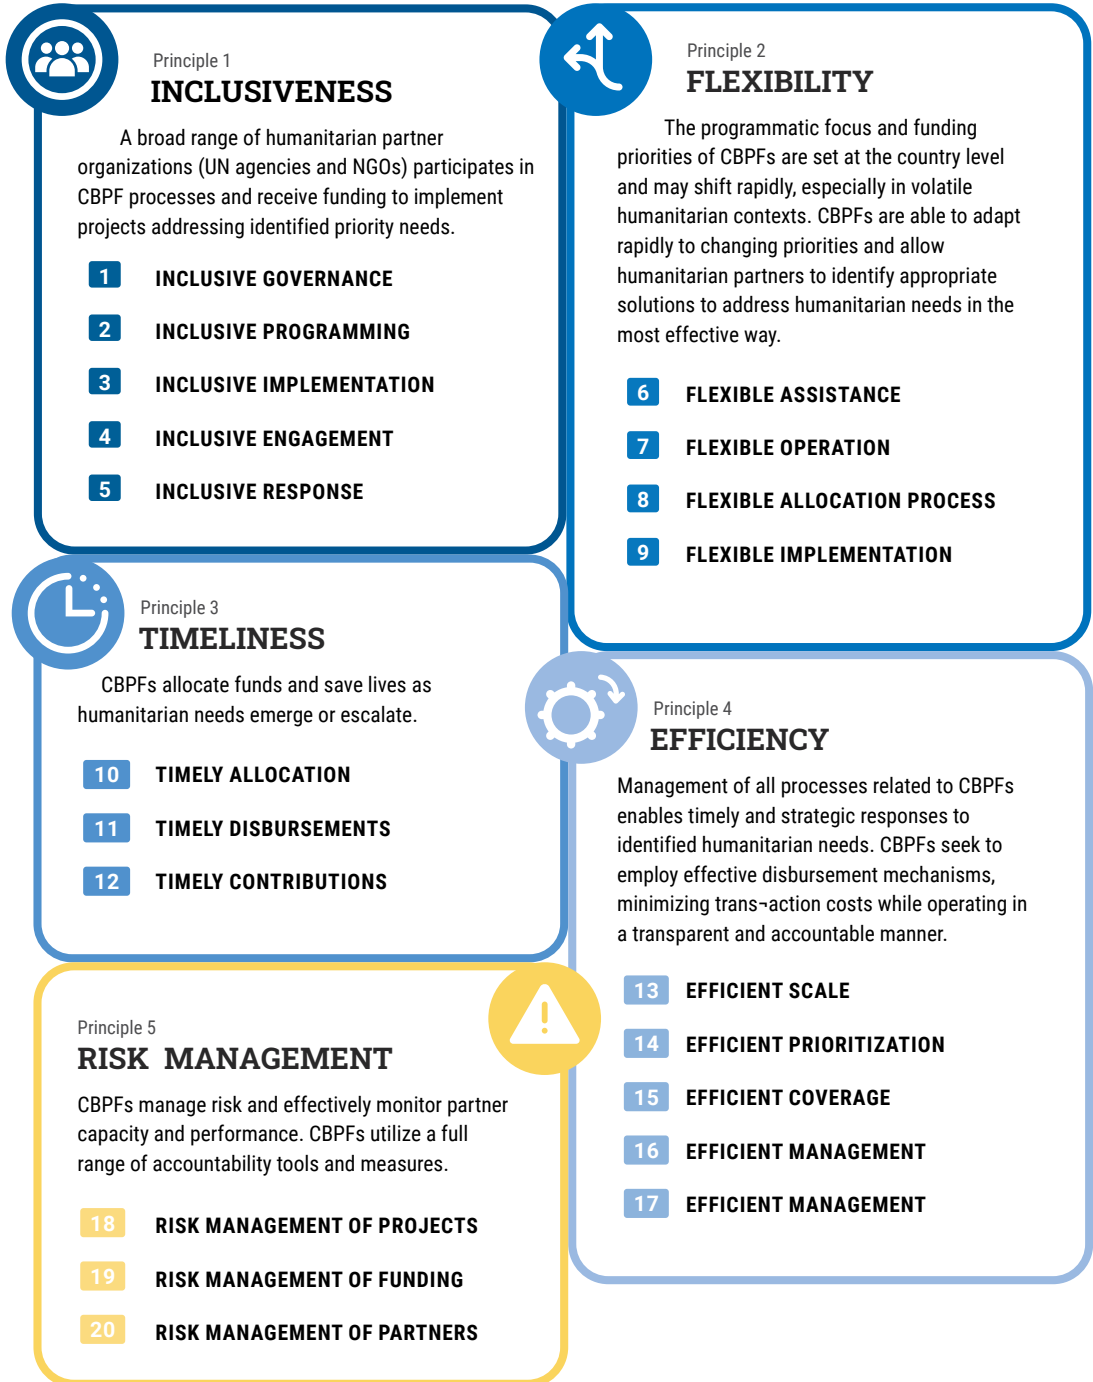 Principle 1
INCLUSIVENESS
A broad range of humanitarian partner
organizations (UN agencies and NGOs) participates in
CBPF processes and receive funding to implement
projects addressing identified priority needs.
1 INCLUSIVE GOVERNANCE
2 INCLUSIVE PROGRAMMING
3 INCLUSIVE IMPLEMENTATION
4 INCLUSIVE ENGAGEMENT
5 INCLUSIVE RESPONSE
Principle 2
FLEXIBILITY
The programmatic focus and funding
priorities of CBPFs are set at the country level
and may shift rapidly, especially in volatile
humanitarian contexts. CBPFs are able to adapt
rapidly to changing priorities and allow
humanitarian partners to identify appropriate
solutions to address humanitarian needs in the
most effective way.
6 FLEXIBLE ASSISTANCE
7 FLEXIBLE OPERATION
8 FLEXIBLE ALLOCATION PROCESS
9 FLEXIBLE IMPLEMENTATION
Principle 3
TIMELINESS
CBPFs allocate funds and save lives as
humanitarian needs emerge or escalate.
10 TIMELY ALLOCATION
11 TIMELY DISBURSEMENTS
12 TIMELY CONTRIBUTIONS
Principle 4
EFFICIENCY
Management of all processes related to CBPFs
enables timely and strategic responses to
identified humanitarian needs. CBPFs seek to
employ effective disbursement mechanisms,
minimizing trans¬action costs while operating in
a transparent and accountable manner.
13 EFFICIENT SCALE
14 EFFICIENT PRIORITIZATION
15 EFFICIENT COVERAGE
16 EFFICIENT MANAGEMENT
17 EFFICIENT MANAGEMENT
Principle 5
RISK MANAGEMENT
CBPFs manage risk and effectively monitor partner
capacity and performance. CBPFs utilize a full
range of accountability tools and measures.
18 RISK MANAGEMENT OF PROJECTS
19 RISK MANAGEMENT OF FUNDING
20 RISK MANAGEMENT OF PARTNERS